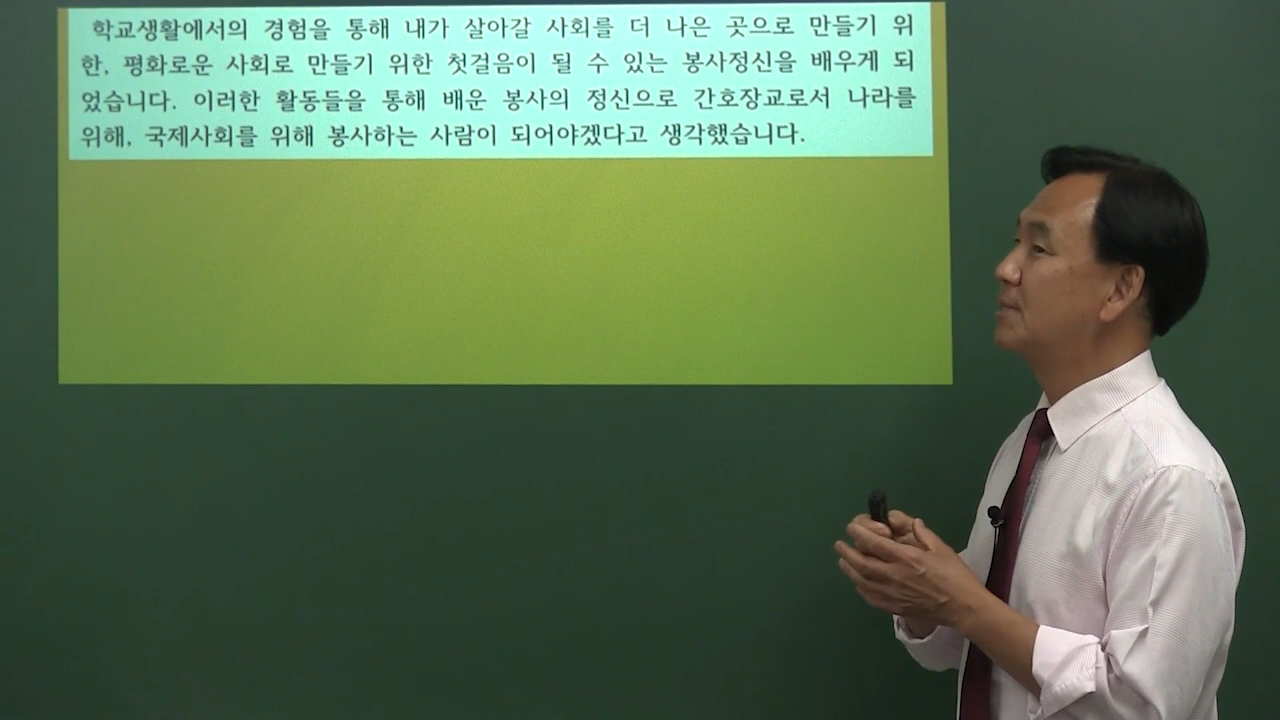 학교생활에서의 경험을 통해 내가 살아갈 사회를 더 나은 곳으로 만들기 위
한, 평화로운 사회로 만들기 위한 첫걸음이 될 수 있는 봉사정신을 배우게 되
었습니다. 이러한 활동들을 통해 배운 봉사의 정신으로 간호장교로서 나라를
위해, 국제사회를 위해 봉사하는 사람이 되어야겠다고 생각했습니다.